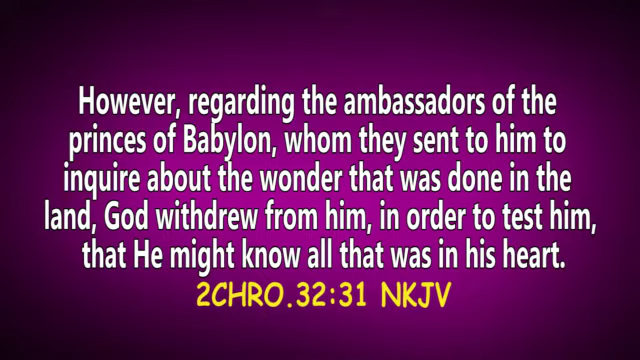 However, regarding the ambassadors of the
princes of Babylon, whom they sent to him to
inquire about the wonder that was done in the
land, God withdrew from him, in order to test him,
that He might know all that was in his heart.
2CHRO.32:31 NKJV